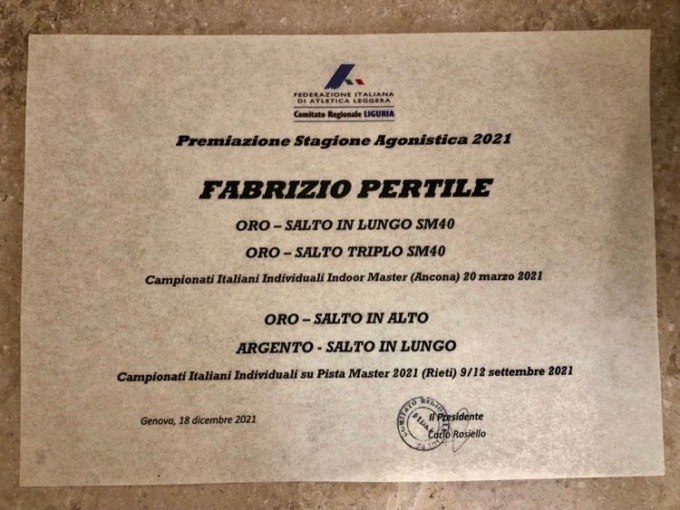 FEDERAZIONE ITALIANA
DI ATLETICA LEGGERA
Comitato Regionale LIGURIA
Premiazione Stagione Agonistica 2021
FABRIZIO PERTILE
ORO – SALTO IN LUNGO SM40
ORO – SALTO TRIPLO SM40
Campionati Italiani Individuali Indoor Master (Ancona) 20 marzo 2021
ORO – SALTO IN ALTO
ARGENTO - SALTO IN LUNGO
Campionati Italiani Individuali su Pista Master 2021 (Rieti) 9/12 settembre 2021
Genova, 18 dicembre 2021
Il Presidente
Carlo Rosiello
COMITATO